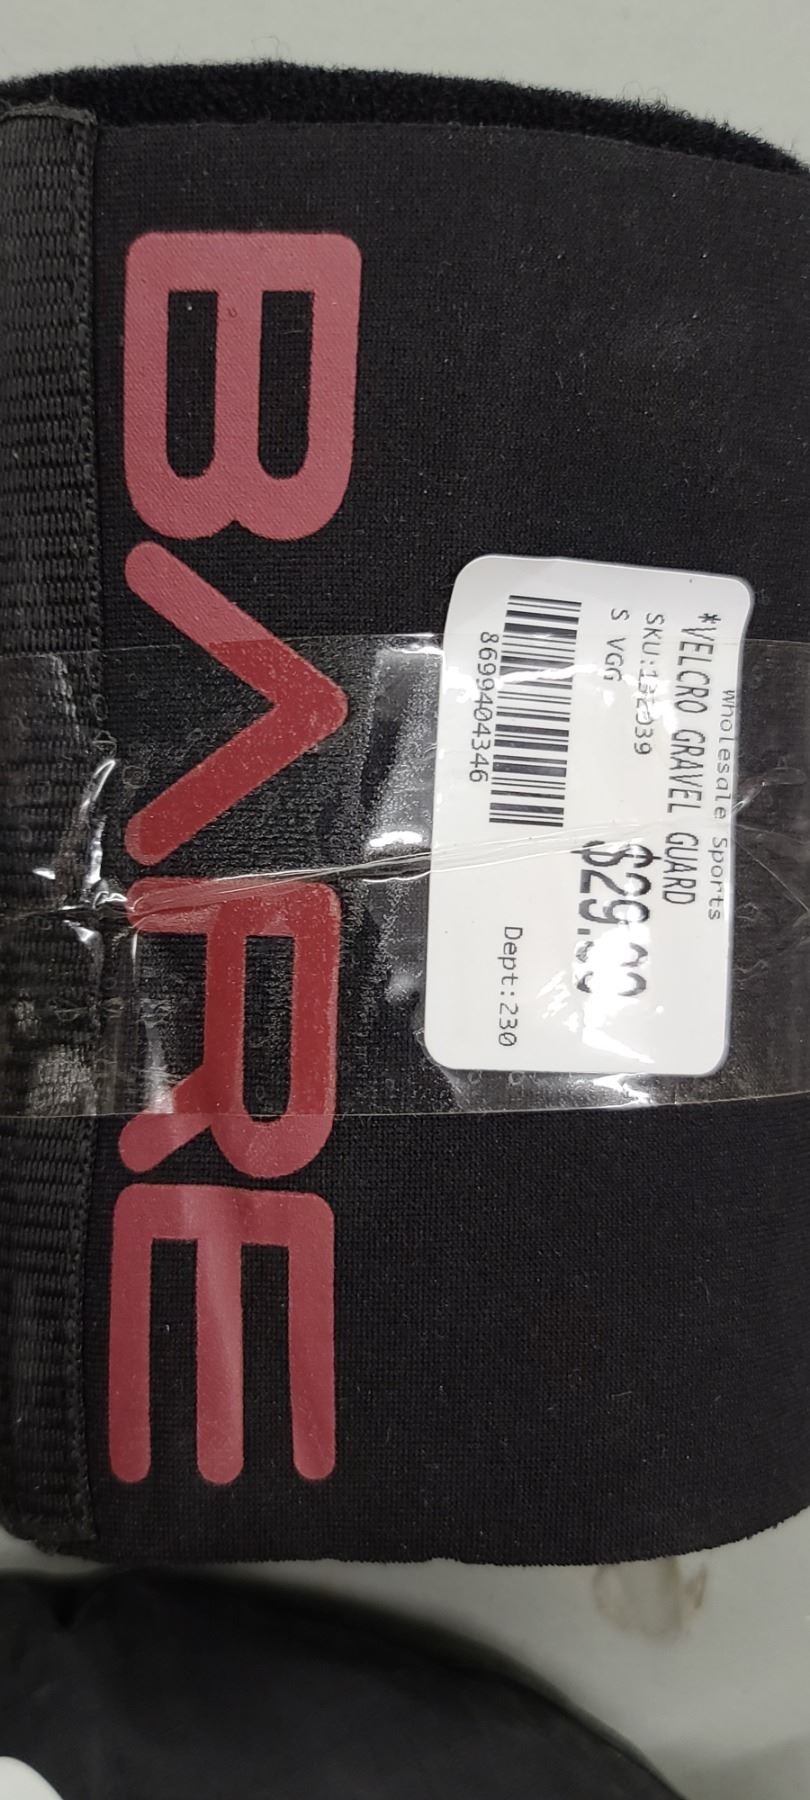 BARE
Wholesale Sports
*VELCRO GRAVEL GUARD
S VGG
8699404346
Dept:230